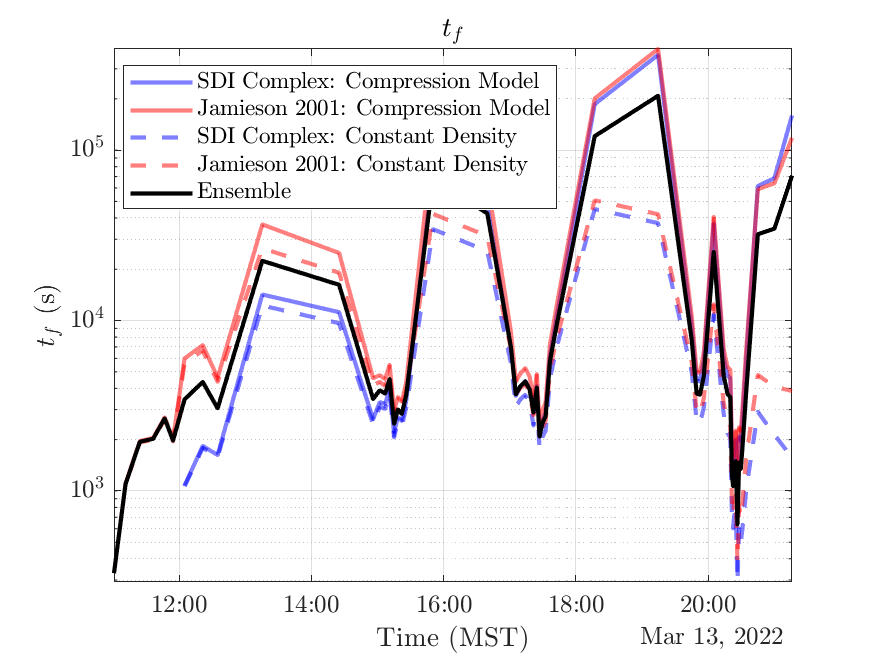 t_f
SDI Complex: Compression Model
Jamieson 2001: Compression Model
SDI Complex: Constant Density
Jamieson 2001: Constant Density
Ensemble
10^5
10^4
10^3
t_f (s)
12:00 14:00 16:00 18:00 20:00
Time (MST)
Mar 13, 2022